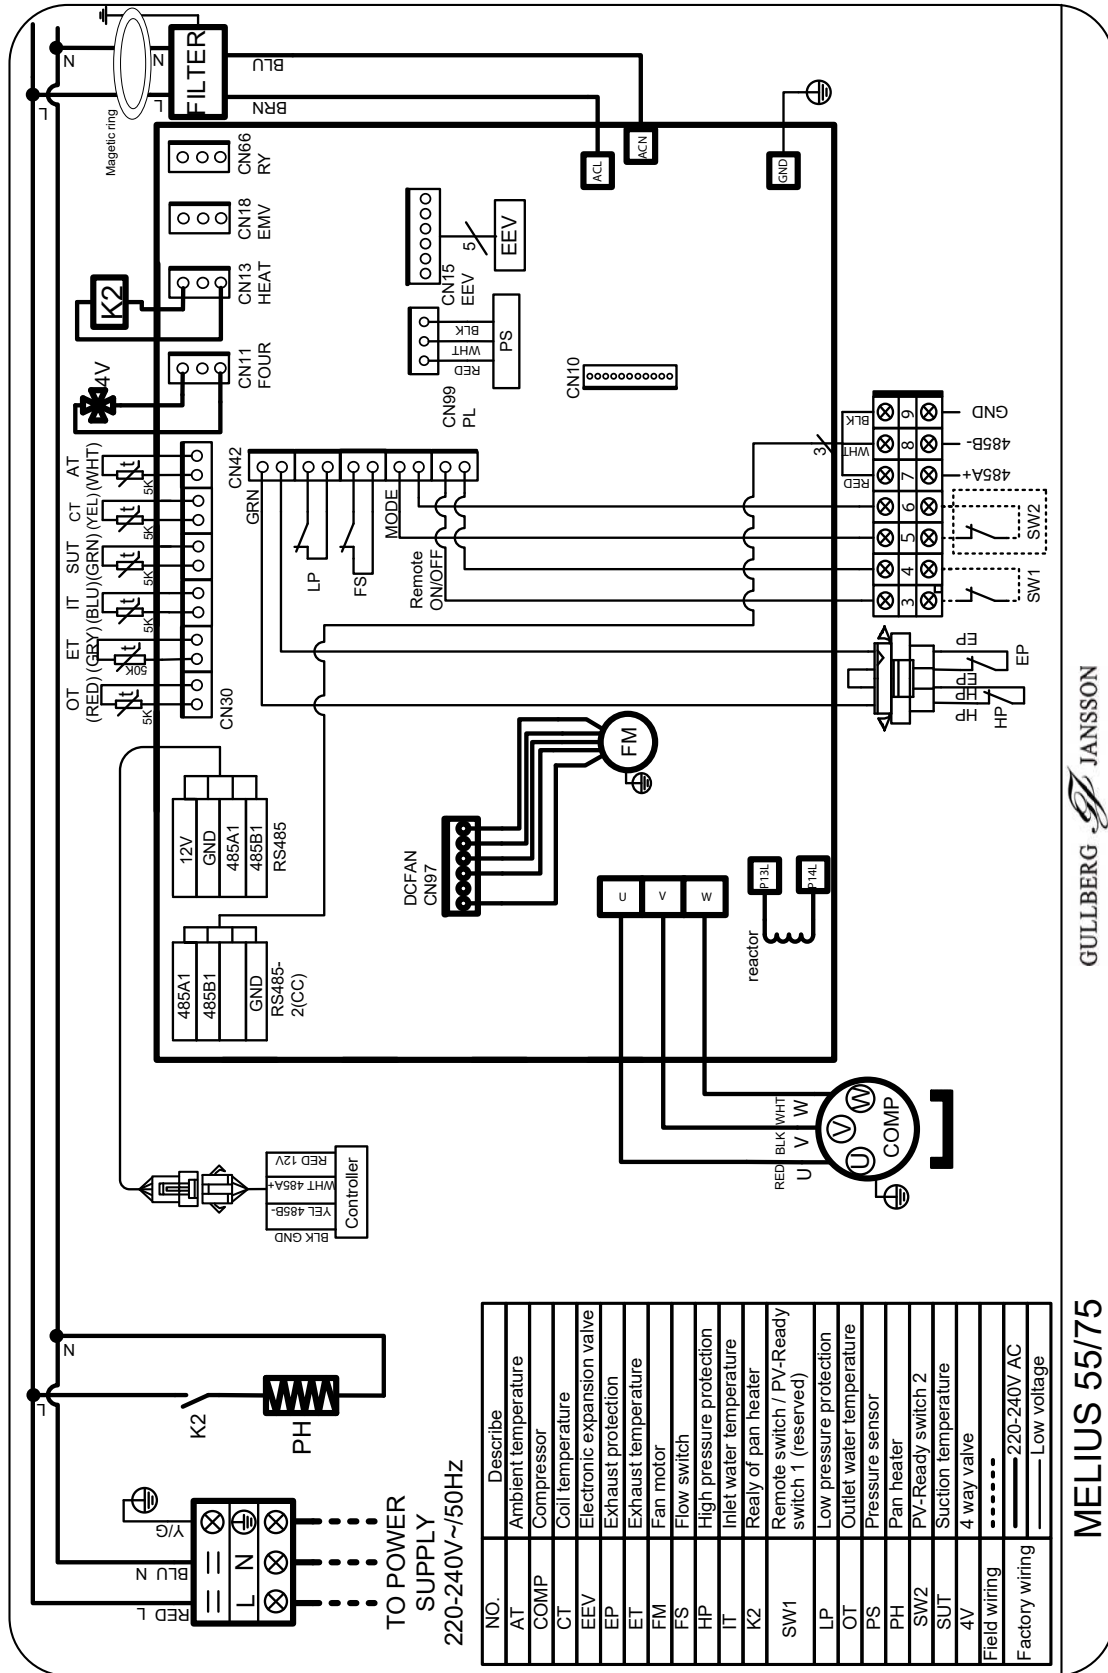 L
N
N
L
Magetic ring
FILTER
BLU
BRN
CN66
RY
CN18
EMV
CN13
HEAT
K2
CN11
FOUR
4V
ACL
ACN
GND
CN15
EEV
5
EEV
CN99
PL
RED
WHT
BLK
PS
CN10
AT
(WHT)
CT
(YEL)
SUT
(GRN)
IT
(BLU)
ET
(GRY)
OT
(RED)
t
5K
t
5K
t
5K
t
5K
t
50K
t
5K
CN30
CN42
GRN
LP
FS
MODE
Remote
ON/OFF
12V
GND
485A1
485B1
RS485
485A1
485B1
GND
RS485-
2(CC)
DCFAN
CN97
FM
U
V
W
P13L
P14L
reactor
3
BLK
WHT
RED
9
8
7
6
5
4
3
GND
485B-
485A+
SW2
SW1
EP
EP
EP
HP
HP
HP
RED
BLK
WHT
U
V
W
U
V
W
COMP
RED 12V
WHT 485A+
YEL 485B-
BLK GND
Controller
L
N
K2
PH
Y/G
BLU N
RED L
L
N
TO POWER
SUPPLY
220-240V~/50Hz
NO. Describe
AT Ambient temperature
COMP Compressor
CT Coil temperature
EEV Electronic expansion valve
EP Exhaust protection
ET Exhaust temperature
FM Fan motor
FS Flow switch
HP High pressure protection
IT Inlet water temperature
K2 Realy of pan heater
SW1 Remote switch / PV-Ready
switch 1 (reserved)
LP Low pressure protection
OT Outlet water temperature
PS Pressure sensor
PH Pan heater
SW2 PV-Ready switch 2
SUT Suction temperature
4V 4 way valve
Field wiring
Factory wiring 220-240V AC
Low voltage
MELIUS 55/75
GULLBERG JANSSON